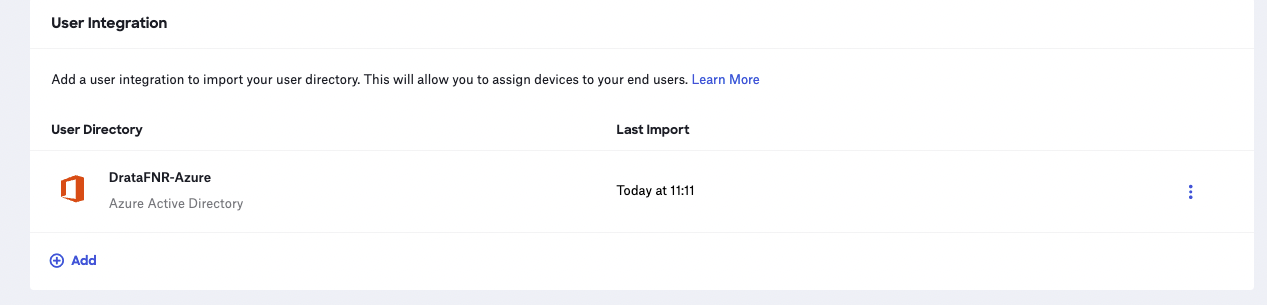 User Integration
Add a user integration to import your user directory. This will allow you to assign devices to your end users. Learn More
User Directory Last Import
DrataFNR-Azure
Azure Active Directory
Today at 11:11
Add